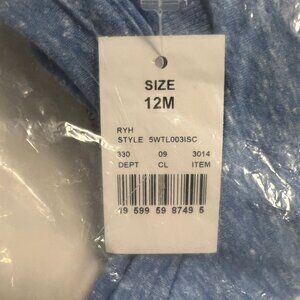 SIZE
12M
RYH
STYLE 5WTL003ISC
330 09 3014
DEPT CL ITEM
19 599 59 8749 5